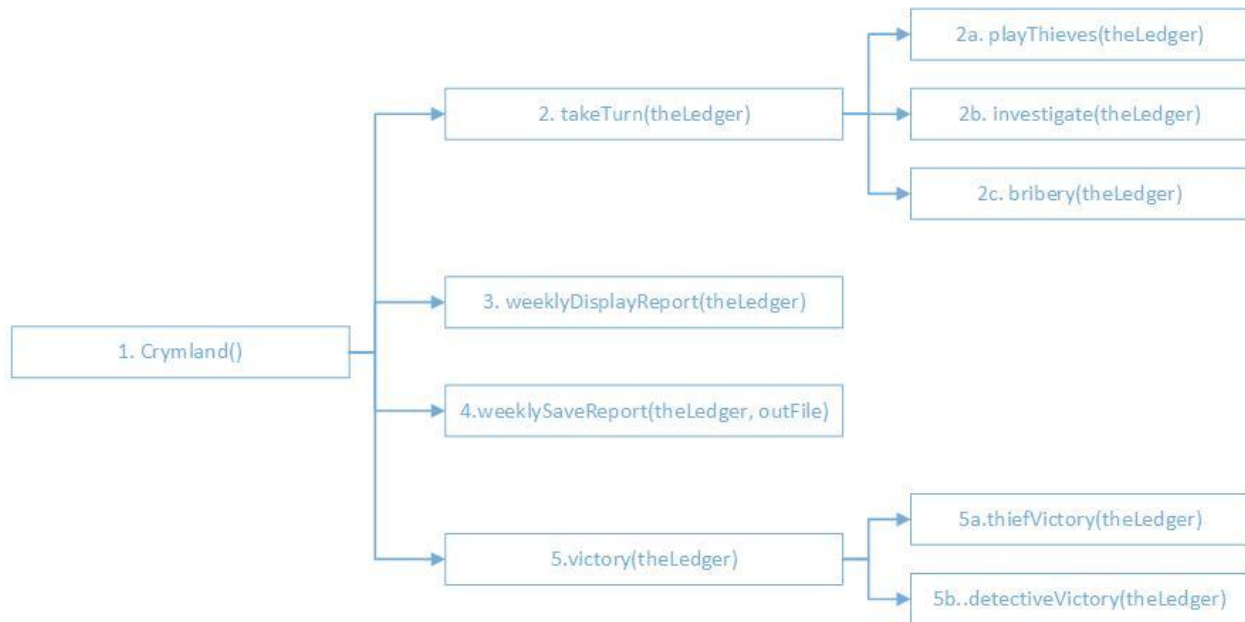 1. Crymland()
2. takeTurn(theLedger)
2a. playThieves(theLedger)
2b. investigate(theLedger)
2c. bribery(theLedger)
3. weeklyDisplayReport(theLedger)
4.weeklySaveReport(theLedger, outFile)
5.victory(theLedger)
5a.thiefVictory(theLedger)
5b..detectiveVictory(theLedger)